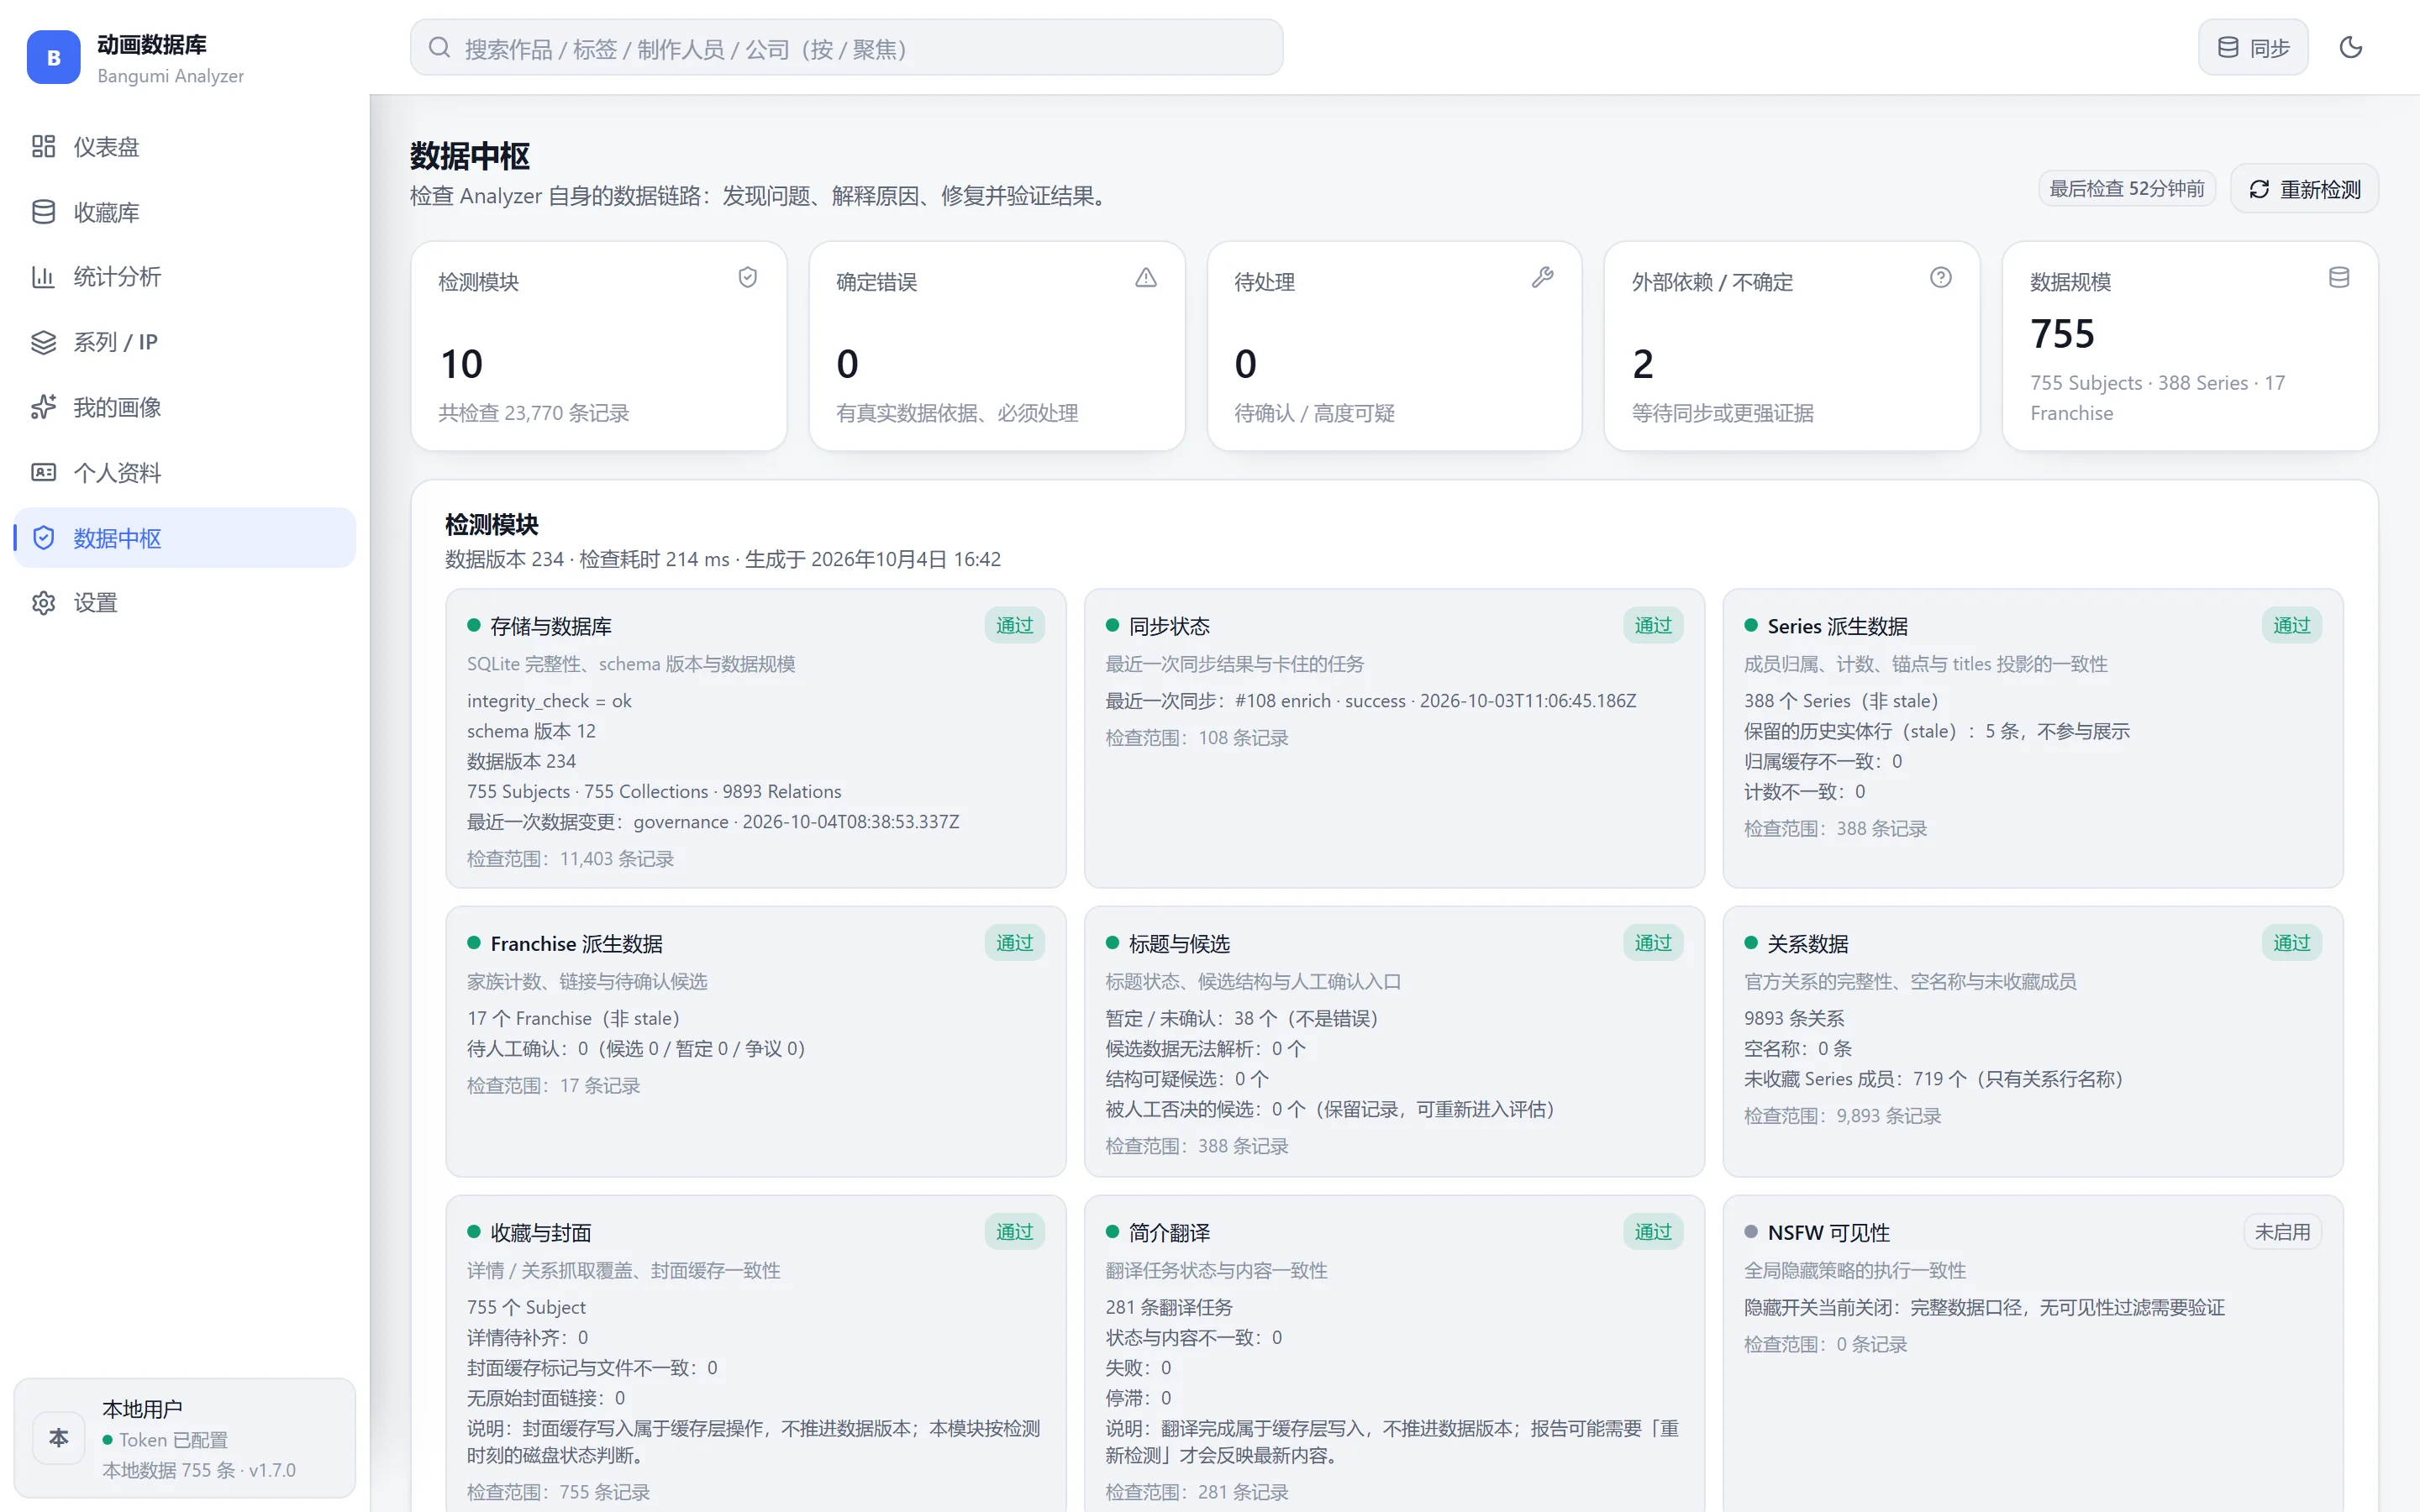 B
动画数据库
Bangumi Analyzer
仪表盘
收藏库
统计分析
系列 / IP
我的画像
个人资料
数据中枢
设置
本
本地用户
Token 已配置
本地数据 755 条 · v1.7.0
搜索作品 / 标签 / 制作人员 / 公司（按 / 聚焦）
同步
数据中枢
检查 Analyzer 自身的数据链路：发现问题、解释原因、修复并验证结果。
最后检查 52分钟前
重新检测
检测模块
10
共检查 23,770 条记录
确定错误
0
有真实数据依据、必须处理
待处理
0
待确认 / 高度可疑
外部依赖 / 不确定
2
等待同步或更强证据
数据规模
755
755 Subjects · 388 Series · 17
Franchise
检测模块
数据版本 234 · 检查耗时 214 ms · 生成于 2026年10月4日 16:42
存储与数据库
通过
SQLite 完整性、schema 版本与数据规模
integrity_check = ok
schema 版本 12
数据版本 234
755 Subjects · 755 Collections · 9893 Relations
最近一次数据变更：governance · 2026-10-04T08:38:53.337Z
检查范围：11,403 条记录
同步状态
通过
最近一次同步结果与卡住的任务
最近一次同步：#108 enrich · success · 2026-10-03T11:06:45.186Z
检查范围：108 条记录
Series 派生数据
通过
成员归属、计数、锚点与 titles 投影的一致性
388 个 Series（非 stale）
保留的历史实体行（stale）：5 条，不参与展示
归属缓存不一致：0
计数不一致：0
检查范围：388 条记录
Franchise 派生数据
通过
家族计数、链接与待确认候选
17 个 Franchise（非 stale）
待人工确认：0（候选 0 / 暂定 0 / 争议 0）
检查范围：17 条记录
标题与候选
通过
标题状态、候选结构与人工确认入口
暂定 / 未确认：38 个（不是错误）
候选数据无法解析：0 个
结构可疑候选：0 个
被人工否决的候选：0 个（保留记录，可重新进入评估）
检查范围：388 条记录
关系数据
通过
官方关系的完整性、空名称与未收藏成员
9893 条关系
空名称：0 条
未收藏 Series 成员：719 个（只有关系行名称）
检查范围：9,893 条记录
收藏与封面
通过
详情 / 关系抓取覆盖、封面缓存一致性
755 个 Subject
详情待补齐：0
封面缓存标记与文件不一致：0
无原始封面链接：0
说明：封面缓存写入属于缓存层操作，不推进数据版本；本模块按检测
时刻的磁盘状态判断。
检查范围：755 条记录
简介翻译
通过
翻译任务状态与内容一致性
281 条翻译任务
状态与内容不一致：0
失败：0
停滞：0
说明：翻译完成属于缓存层写入，不推进数据版本；报告可能需要「重
新检测」才会反映最新内容。
检查范围：281 条记录
NSFW 可见性
未启用
全局隐藏策略的执行一致性
隐藏开关当前关闭：完整数据口径，无可见性过滤需要验证
检查范围：0 条记录